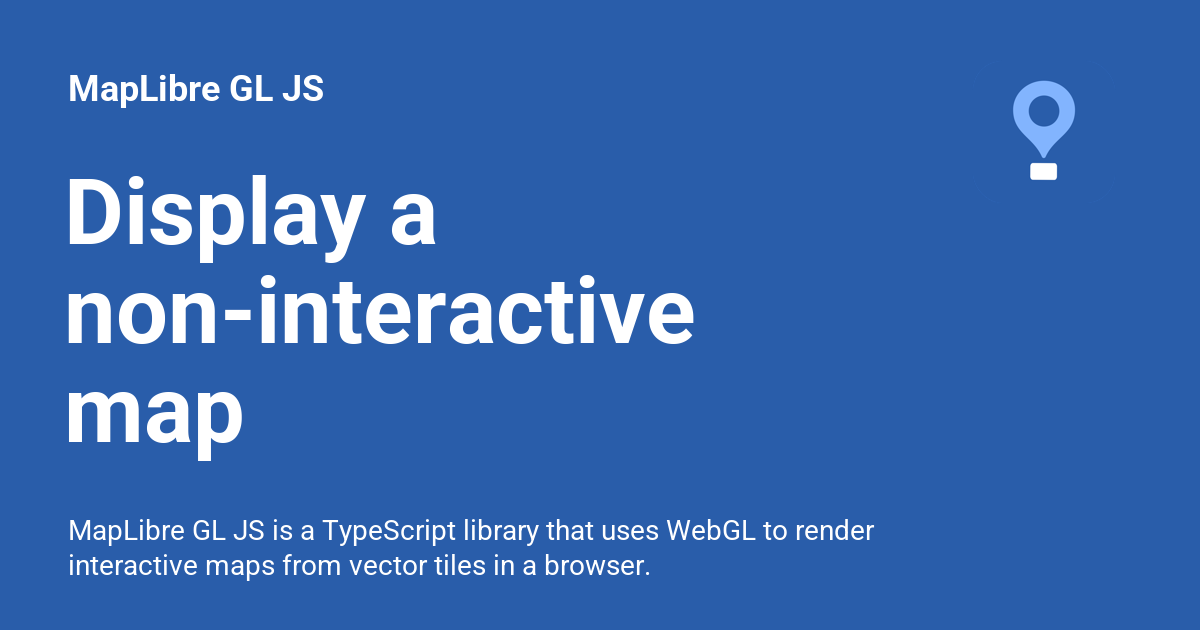 MapLibre GL JS
Display a
non-interactive
map
MapLibre GL JS is a TypeScript library that uses WebGL to render
interactive maps from vector tiles in a browser.